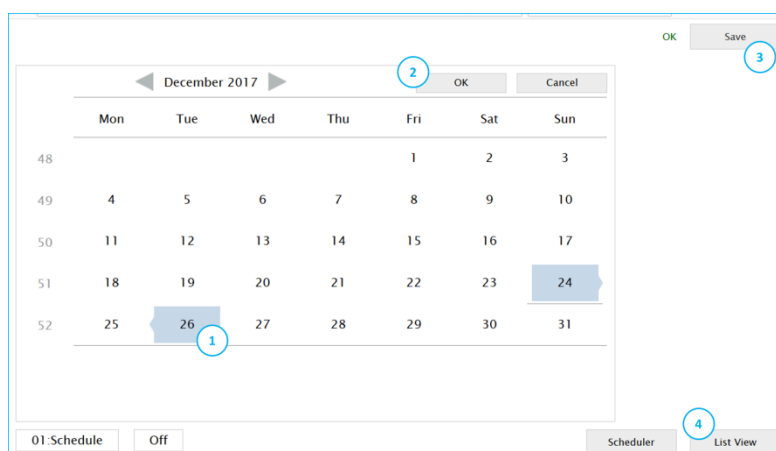 OK Save
3
December 2017 2 OK Cancel
Mon Tue Wed Thu Fri Sat Sun
48 1 2 3
49 4 5 6 7 8 9 10
50 11 12 13 14 15 16 17
51 18 19 20 21 22 23 24
52 25 26 27 28 29 30 31
1
4
01:Schedule Off Scheduler List View